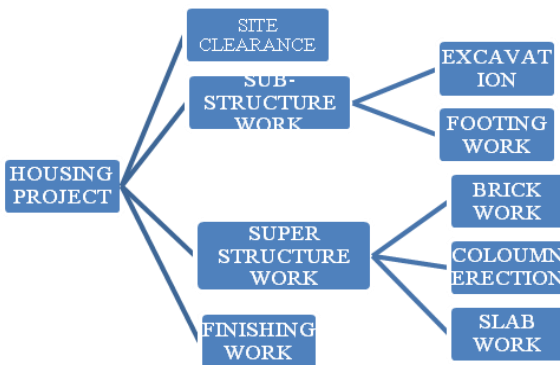 SITE
CLEARANCE
SUB-
STRUCTURE
WORK
EXCAVAT
ION
FOOTING
WORK
HOUSING
PROJECT
SUPER
STRUCTURE
WORK
BRICK
WORK
COLOUMN
ERECTION
SLAB
WORK
FINISHING
WORK